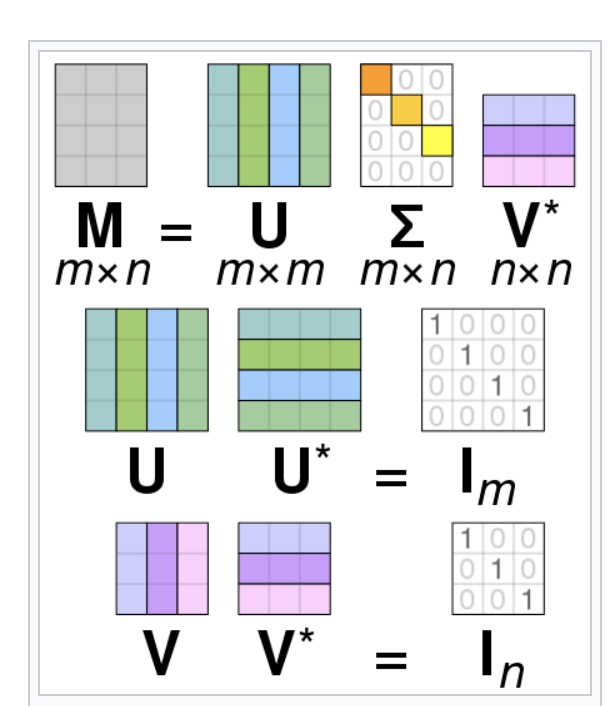 0 0
0 0
0 0
0 0 0
M = U Σ V*
m×n m×m m×n n×n
1 0 0 0
0 1 0 0
0 0 1 0
0 0 0 1
U U* = Iₘ
1 0 0
0 1 0
0 0 1
V V* = Iₙ